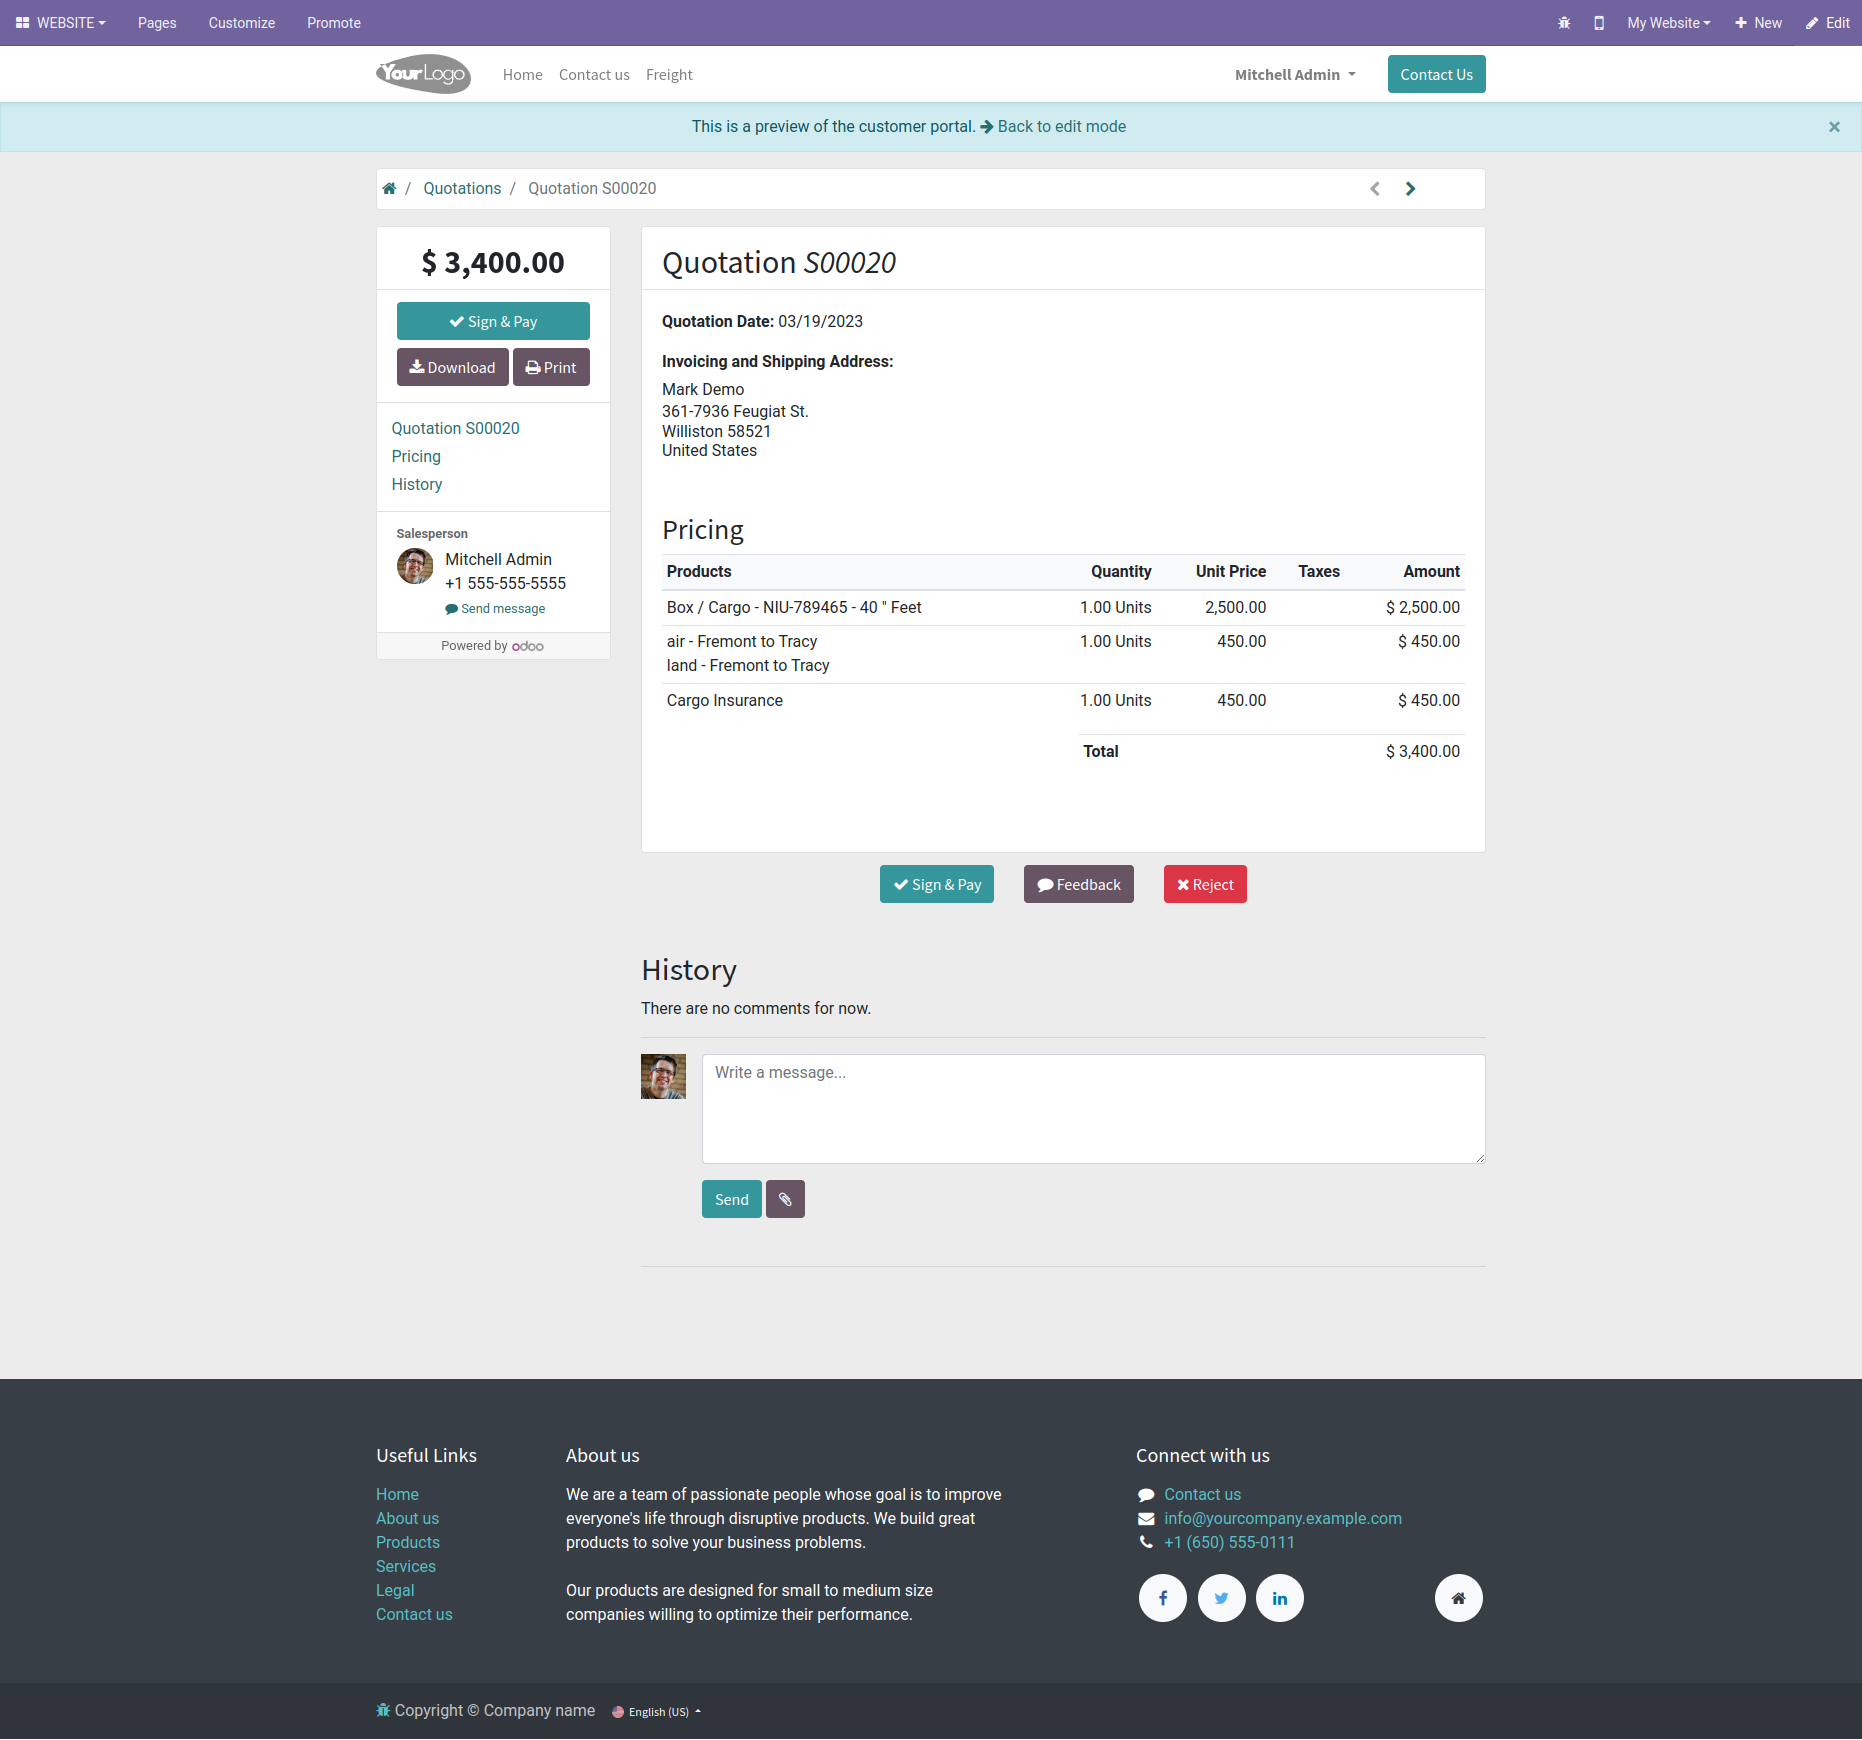 WEBSITE Pages Customize Promote My Website New Edit
YourLogo Home Contact us Freight Mitchell Admin Contact Us
This is a preview of the customer portal. Back to edit mode ×
/ Quotations / Quotation S00020
$ 3,400.00
Sign & Pay
Download Print
Quotation S00020
Pricing
History
Salesperson
Mitchell Admin
+1 555-555-5555
Send message
Powered by odoo
Quotation S00020
Quotation Date: 03/19/2023
Invoicing and Shipping Address:
Mark Demo
361-7936 Feugiat St.
Williston 58521
United States
Pricing
Products Quantity Unit Price Taxes Amount
Box / Cargo - NIU-789465 - 40 " Feet 1.00 Units 2,500.00 $ 2,500.00
air - Fremont to Tracy 1.00 Units 450.00 $ 450.00
land - Fremont to Tracy
Cargo Insurance 1.00 Units 450.00 $ 450.00
Total $ 3,400.00
Sign & Pay Feedback Reject
History
There are no comments for now.
Write a message...
Send
Useful Links
Home
About us
Products
Services
Legal
Contact us
About us
We are a team of passionate people whose goal is to improve
everyone's life through disruptive products. We build great
products to solve your business problems.
Our products are designed for small to medium size
companies willing to optimize their performance.
Connect with us
Contact us
info@yourcompany.example.com
+1 (650) 555-0111
Copyright © Company name English (US)